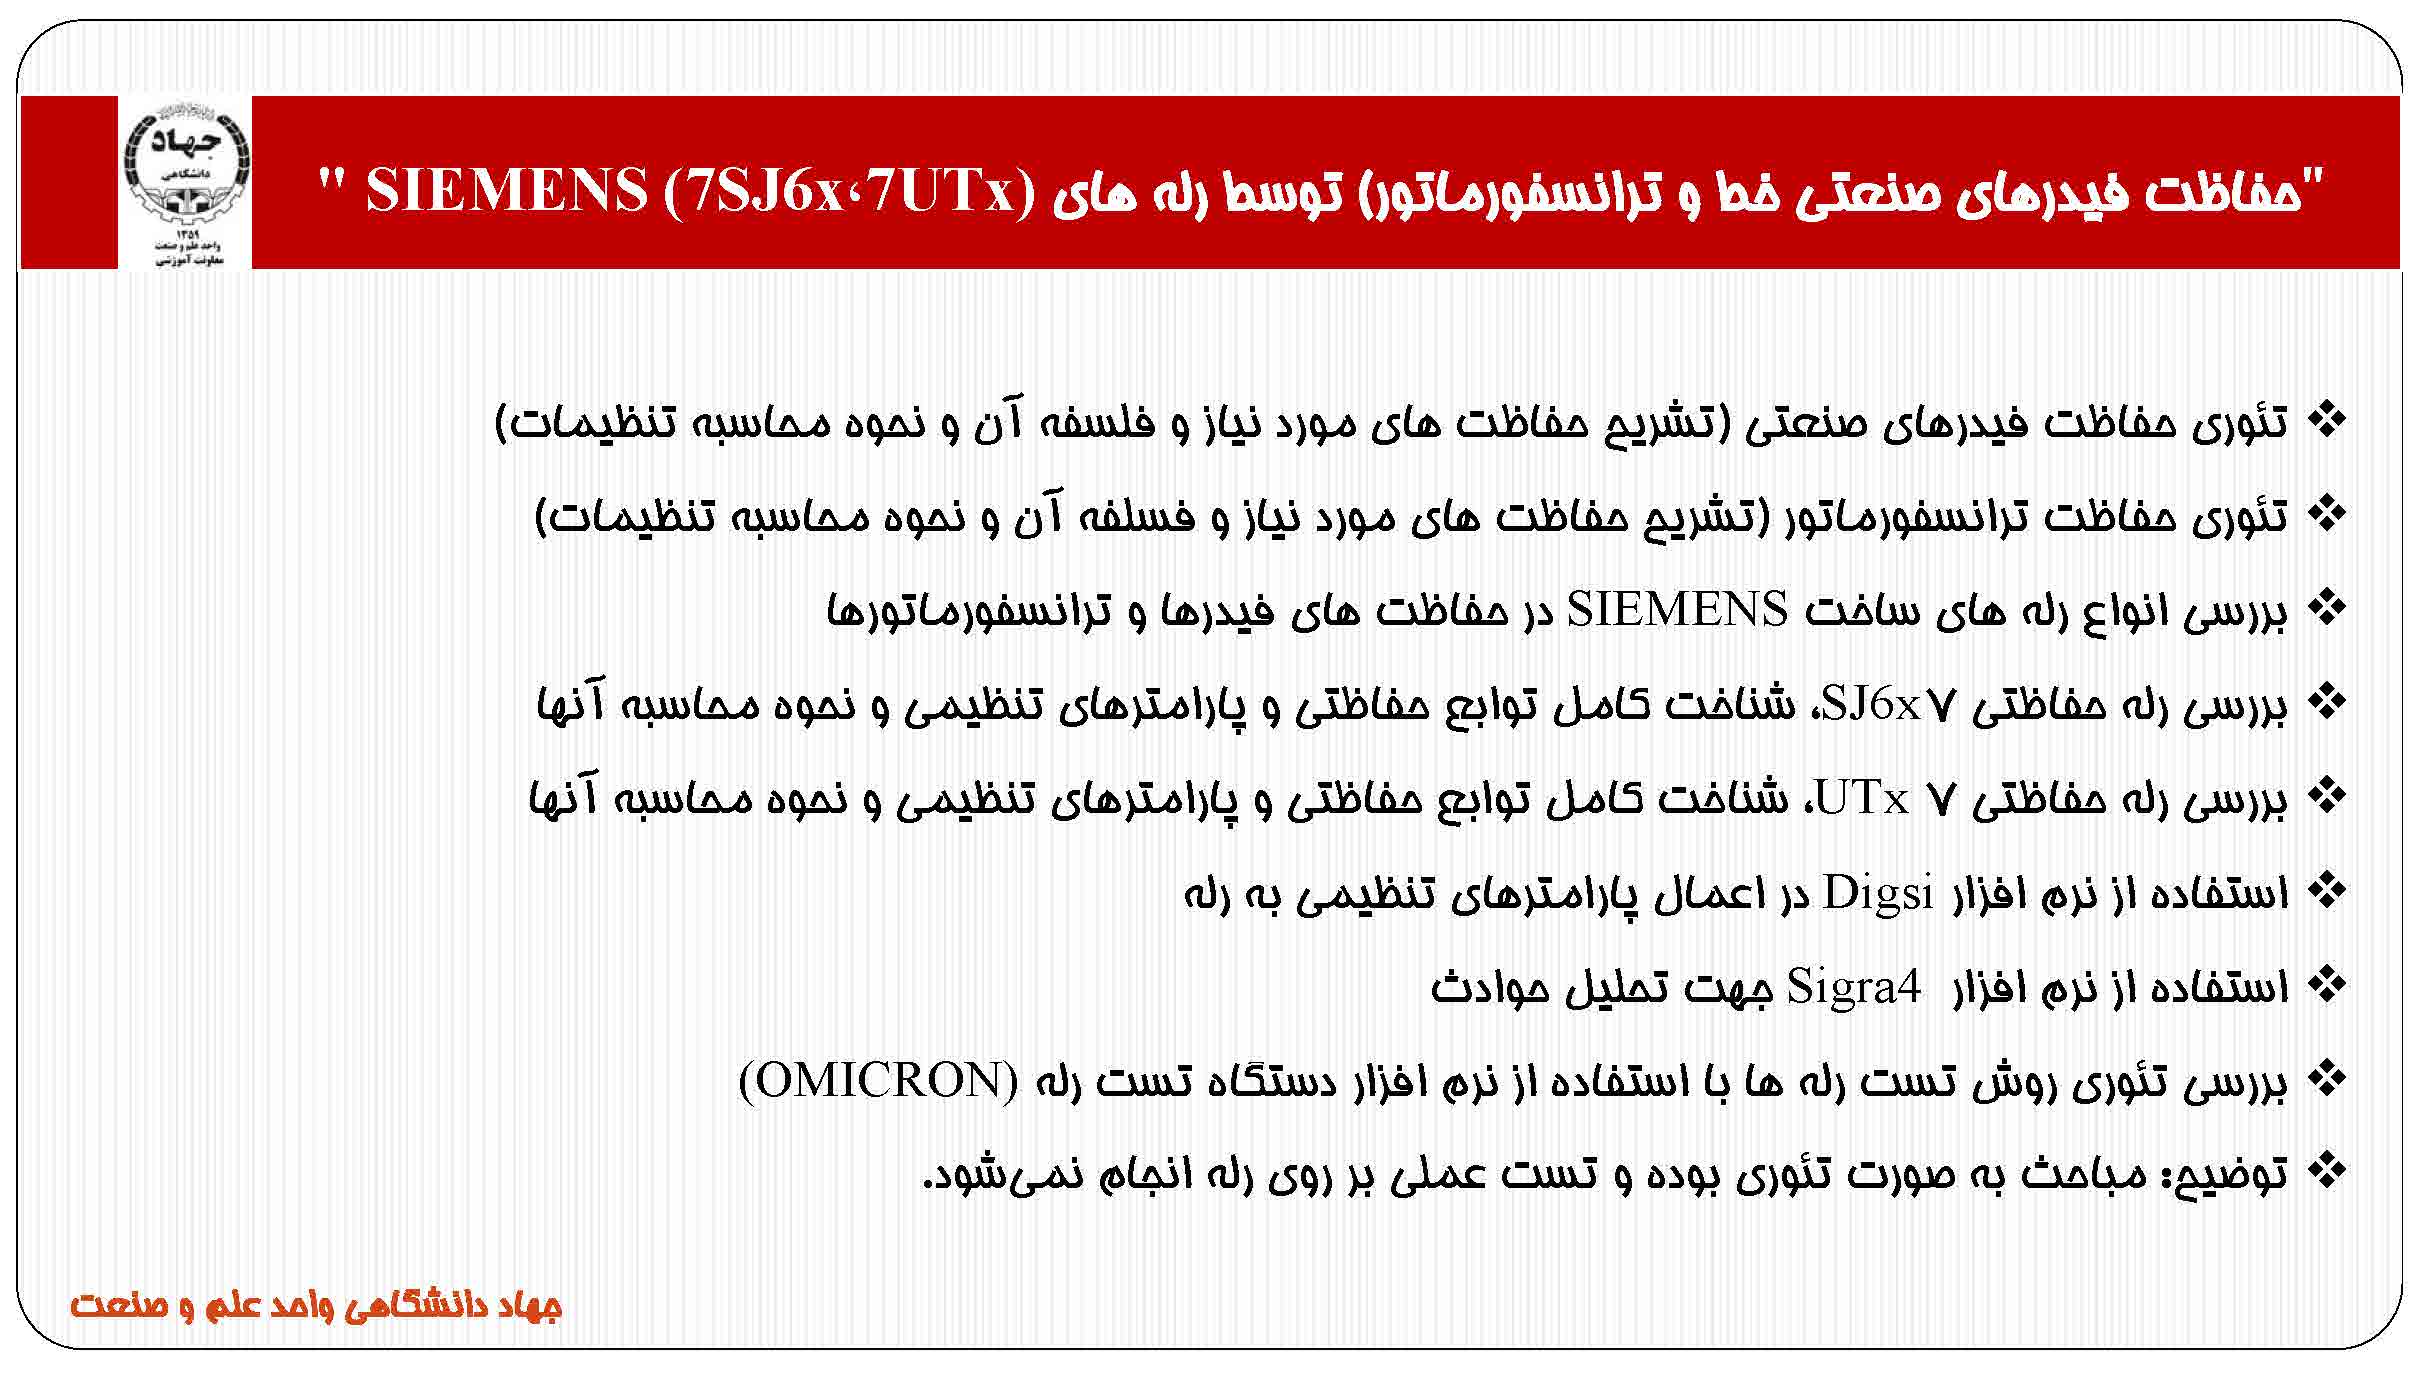 "حفاظت فیدرهای صنعتی خط و ترانسفورماتور) توسط رله های SIEMENS (7SJ6x،7UTx) "
جهاد
دانشگاهی
۱۳۵۹
واحد علم و صنعت
معاونت آموزشی
❖ تئوری حفاظت فیدرهای صنعتی (تشریح حفاظت های مورد نیاز و فلسفه آن و نحوه محاسبه تنظیمات)
❖ تئوری حفاظت ترانسفورماتور (تشریح حفاظت های مورد نیاز و فسلفه آن و نحوه محاسبه تنظیمات)
❖ بررسی انواع رله های ساخت SIEMENS در حفاظت های فیدرها و ترانسفورماتورها
❖ بررسی رله حفاظتی ۷SJ6x، شناخت کامل توابع حفاظتی و پارامترهای تنظیمی و نحوه محاسبه آنها
❖ بررسی رله حفاظتی ۷ UTx، شناخت کامل توابع حفاظتی و پارامترهای تنظیمی و نحوه محاسبه آنها
❖ استفاده از نرم افزار Digsi در اعمال پارامترهای تنظیمی به رله
❖ استفاده از نرم افزار Sigra4 جهت تحلیل حوادث
❖ بررسی تئوری روش تست رله ها با استفاده از نرم افزار دستگاه تست رله (OMICRON)
❖ توضیح: مباحث به صورت تئوری بوده و تست عملی بر روی رله انجام نمی‌شود.
جهاد دانشگاهی واحد علم و صنعت